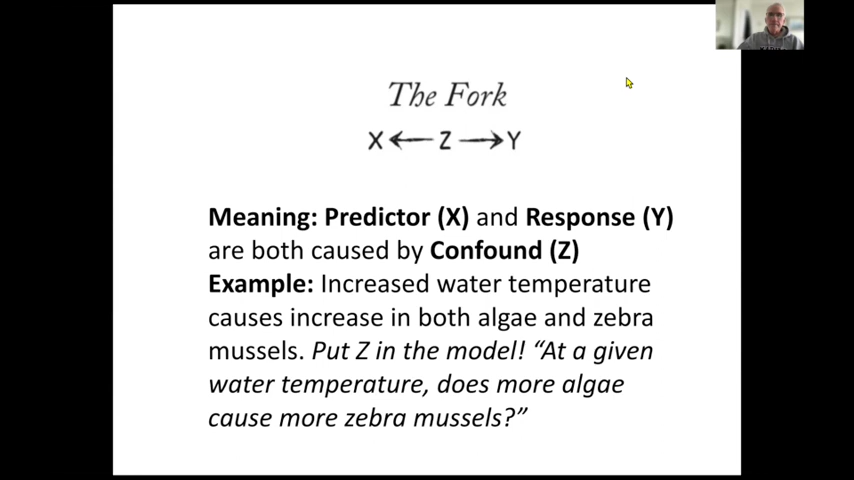 The Fork
X ← Z → Y
Meaning: Predictor (X) and Response (Y)
are both caused by Confound (Z)
Example: Increased water temperature
causes increase in both algae and zebra
mussels. Put Z in the model! “At a given
water temperature, does more algae
cause more zebra mussels?”